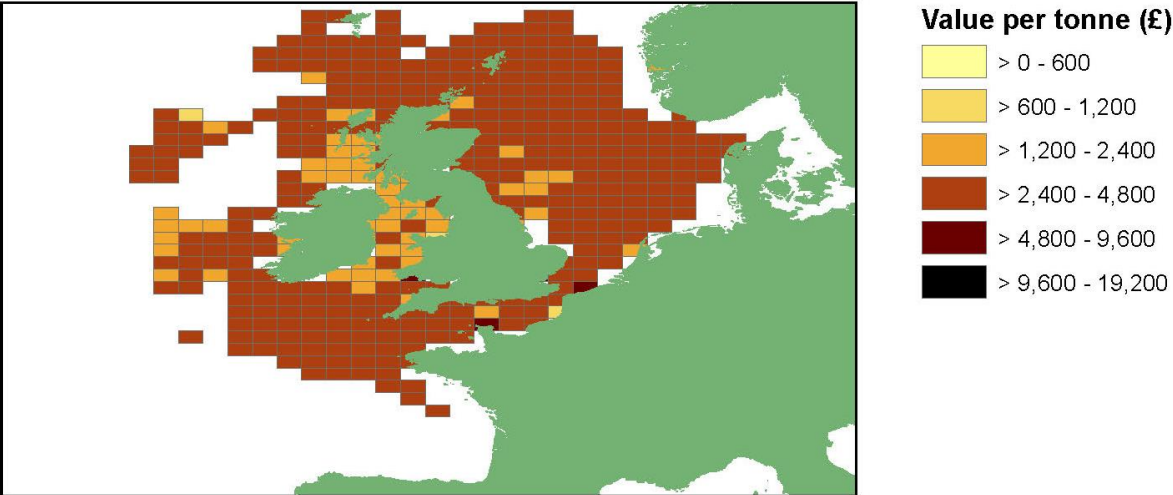 Value per tonne (£)
> 0 - 600
> 600 - 1,200
> 1,200 - 2,400
> 2,400 - 4,800
> 4,800 - 9,600
> 9,600 - 19,200